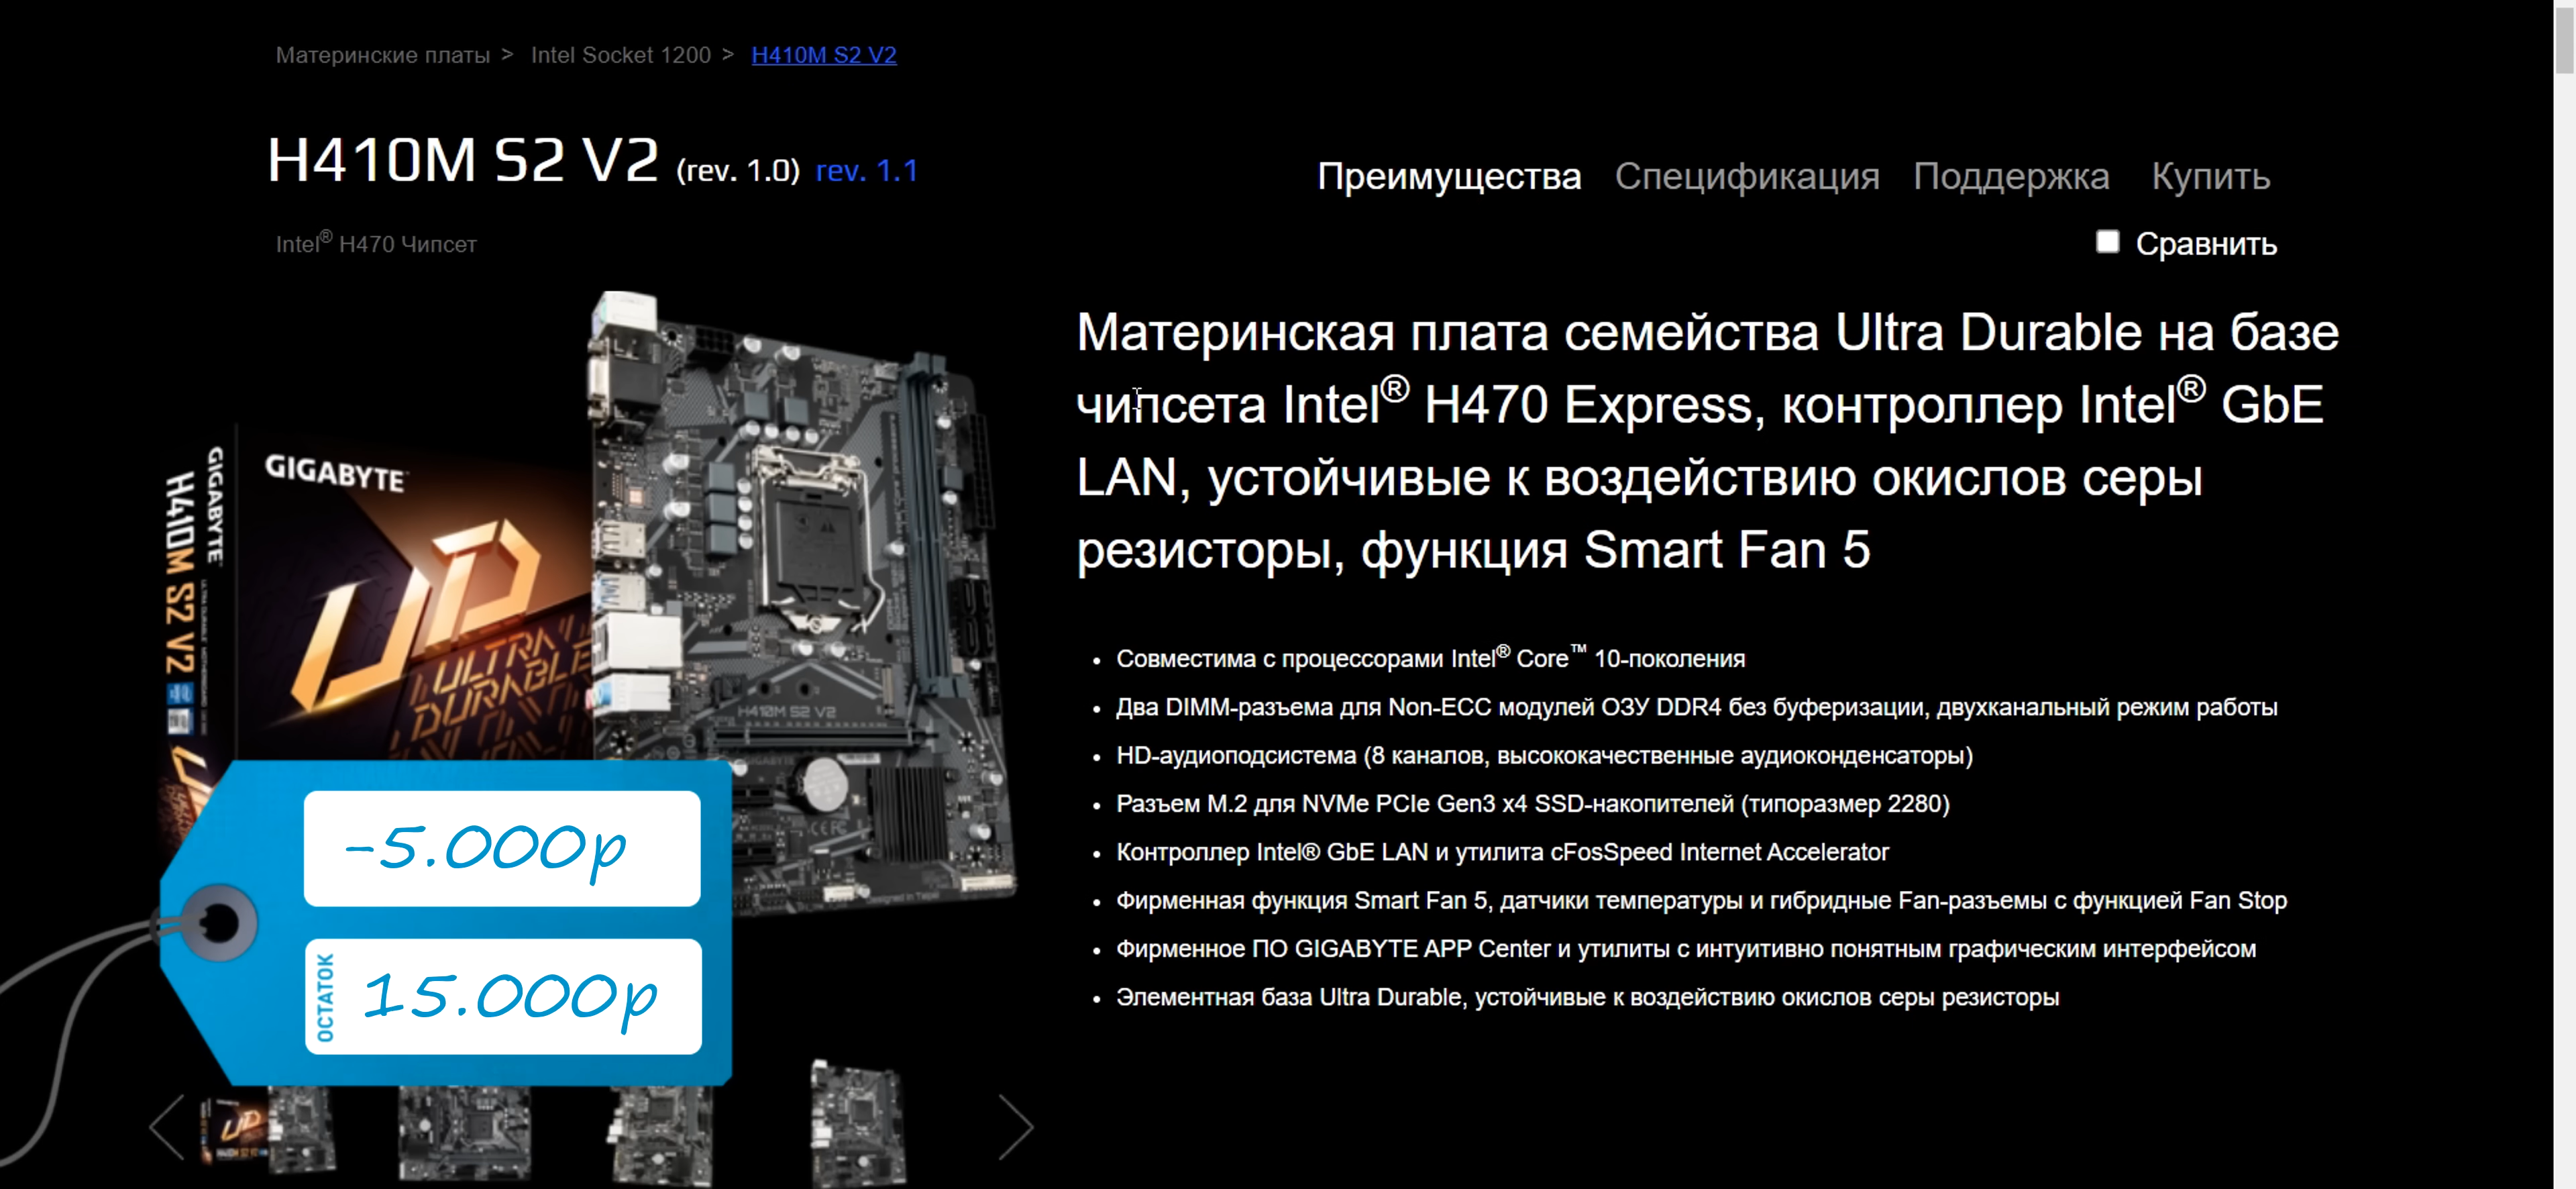 Материнские платы > Intel Socket 1200 > H410M S2 V2
H410M S2 V2 (rev. 1.0) rev. 1.1
Преимущества Спецификация Поддержка Купить
Intel® H470 Чипсет
Сравнить
Материнская плата семейства Ultra Durable на базе
чипсета Intel® H470 Express, контроллер Intel® GbE
LAN, устойчивые к воздействию окислов серы
резисторы, функция Smart Fan 5
Совместима с процессорами Intel® Core™ 10-поколения
Два DIMM-разъема для Non-ECC модулей ОЗУ DDR4 без буферизации, двухканальный режим работы
HD-аудиоподсистема (8 каналов, высококачественные аудиоконденсаторы)
Разъем M.2 для NVMe PCIe Gen3 x4 SSD-накопителей (типоразмер 2280)
Контроллер Intel® GbE LAN и утилита cFosSpeed Internet Accelerator
Фирменная функция Smart Fan 5, датчики температуры и гибридные Fan-разъемы с функцией Fan Stop
Фирменное ПО GIGABYTE APP Center и утилиты с интуитивно понятным графическим интерфейсом
Элементная база Ultra Durable, устойчивые к воздействию окислов серы резисторы
GIGABYTE
H410M S2 V2
GIGABYTE
UD
ULTRA
DURABLE
H410M S2 V2
GIGABYTE
-5.000р
ОСТАТОК
15.000р